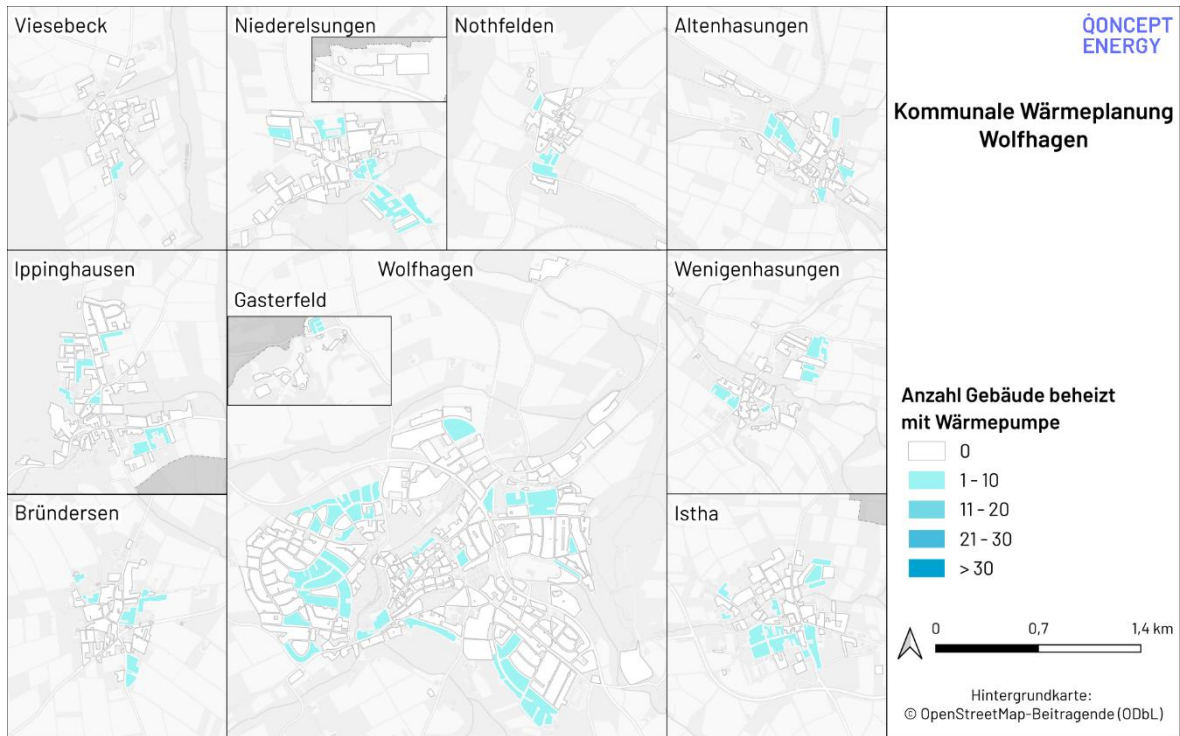 Viesebeck
Niederelsungen
Nothfelden
Altenhasungen
QONCEPT
ENERGY
Kommunale Wärmeplanung
Wolfhagen
Ippinghausen
Wolfhagen
Gasterfeld
Wenigenhasungen
Bründersen
Istha
Anzahl Gebäude beheizt
mit Wärmepumpe
0
1 - 10
11 - 20
21 - 30
> 30
0 0,7 1,4 km
Hintergrundkarte:
© OpenStreetMap-Beitragende (ODbL)